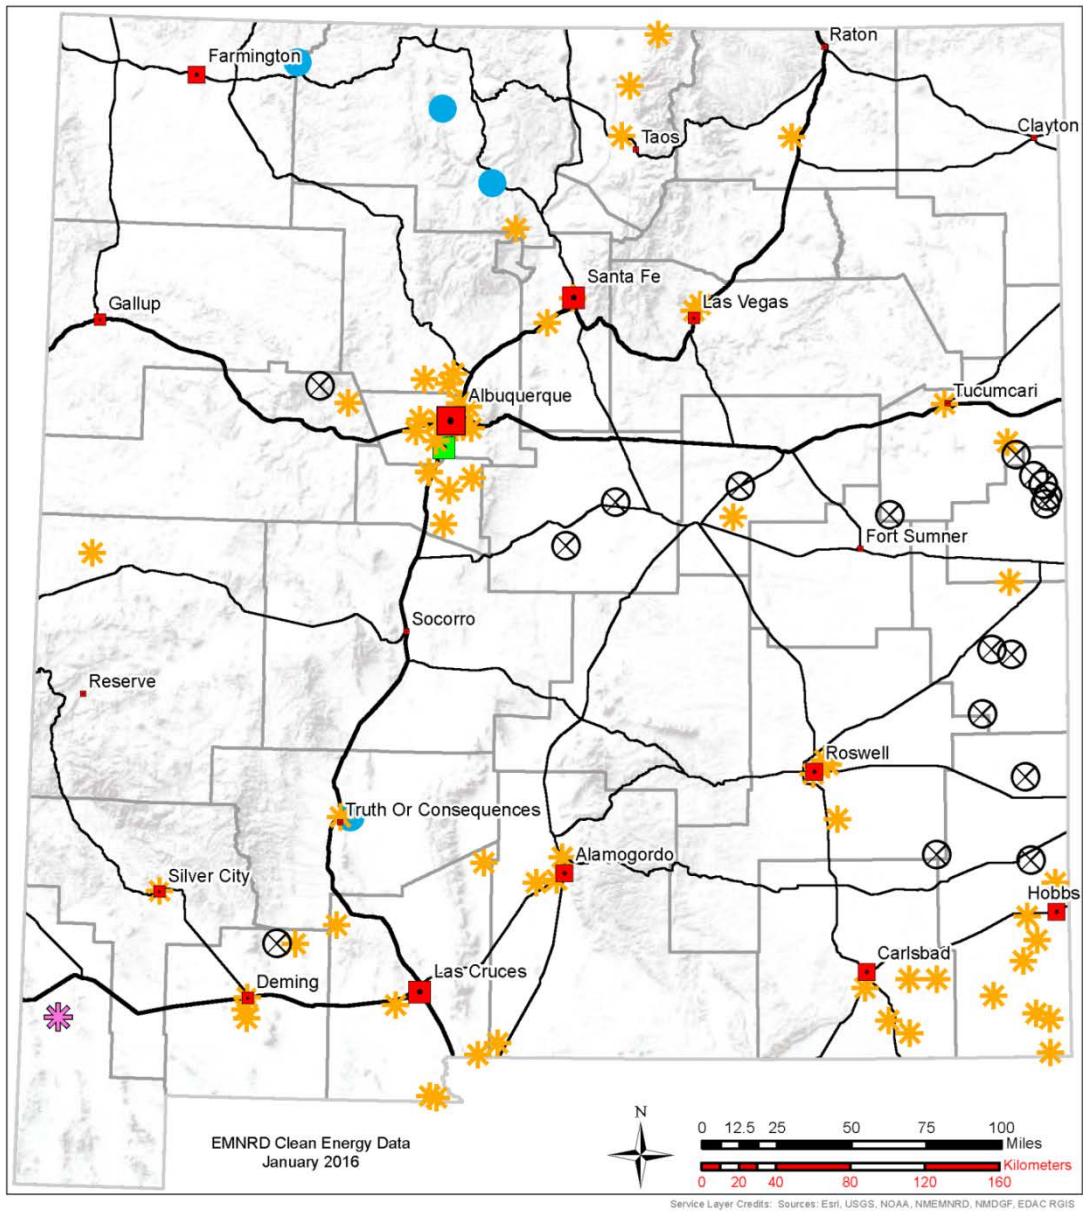 Raton
Farmington
Clayton
Taos
Santa Fe
Las Vegas
Gallup
Tucumcari
Albuquerque
Fort Sumner
Socorro
Reserve
Roswell
Truth Or Consequences
Alamogordo
Silver City
Hobbs
Carlsbad
Las Cruces
Deming
N
EMNRD Clean Energy Data
January 2016
0 12.5 25 50 75 100
Miles
Kilometers
0 20 40 80 120 160
Service Layer Credits: Sources: Esri, USGS, NOAA, NMEMNRD, NMDGF, EDAC RGIS